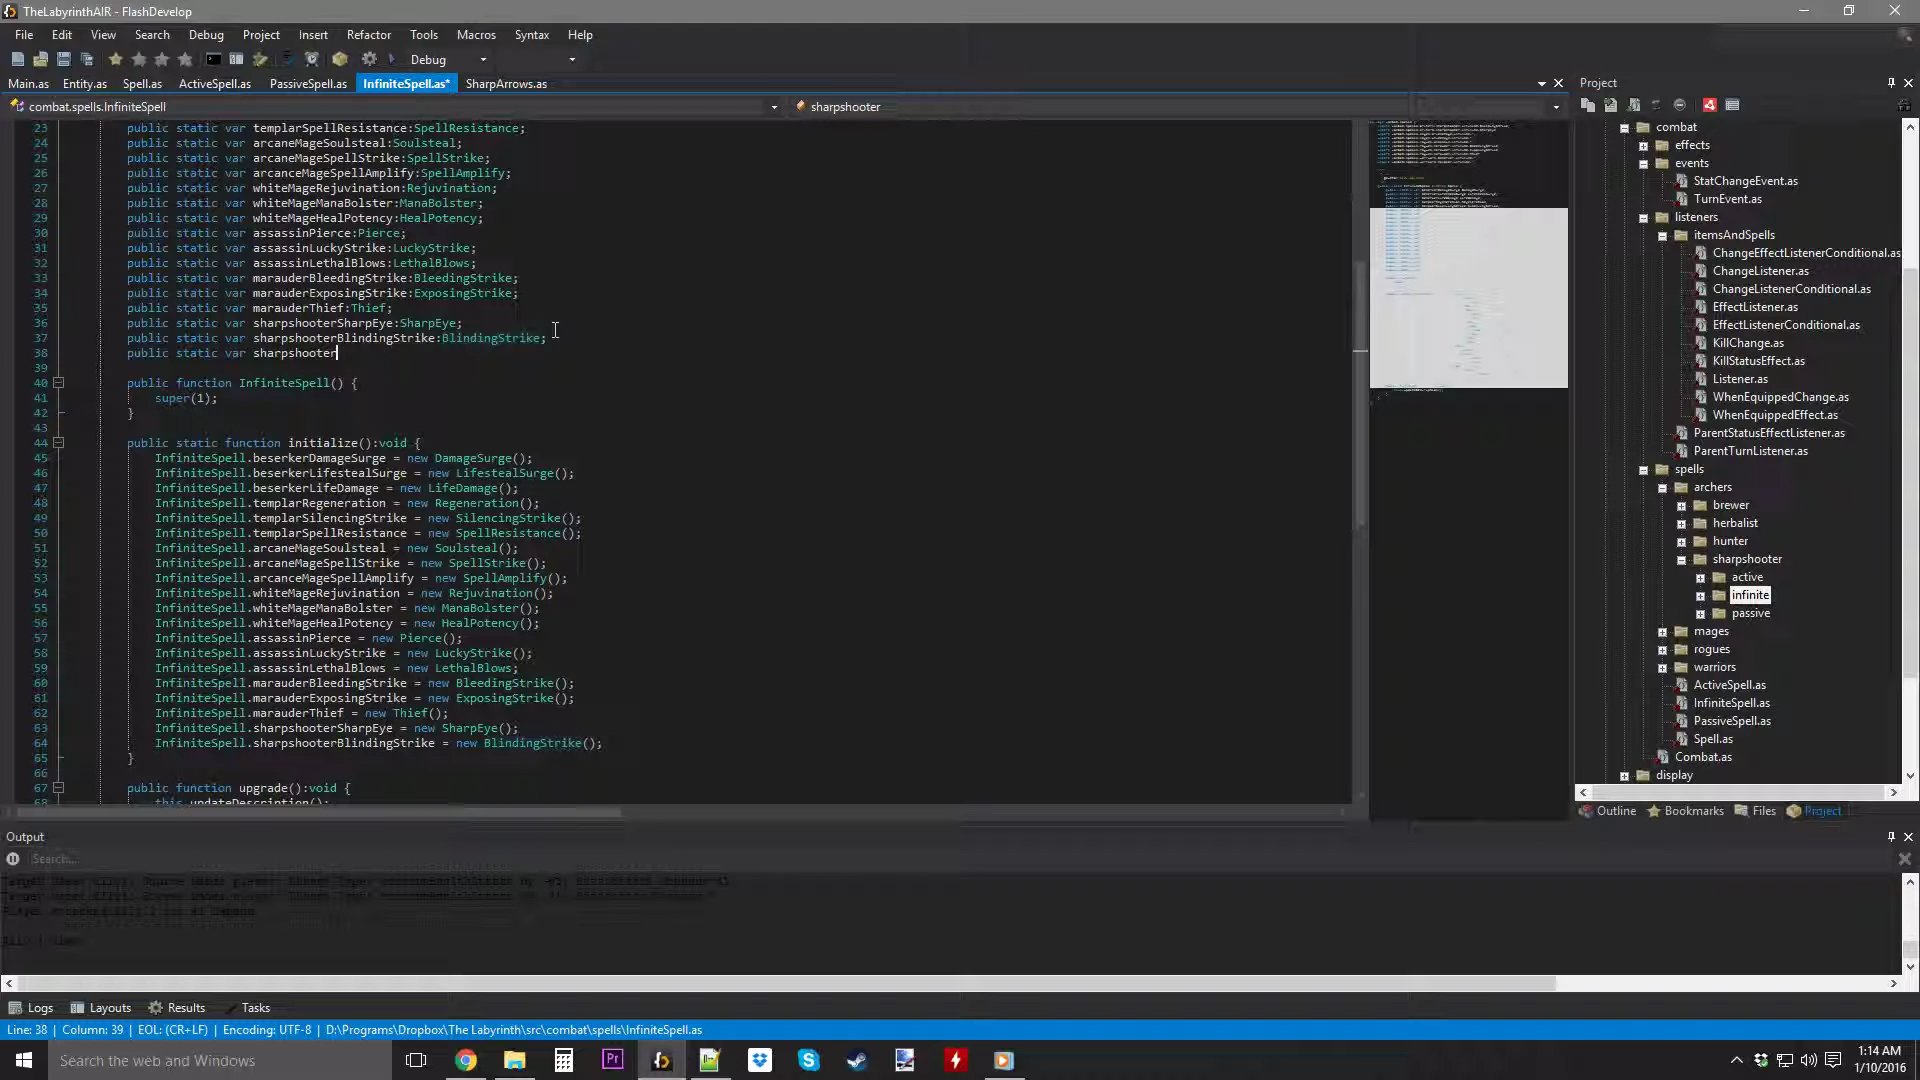 TheLabyrinthAIR - FlashDevelop
File Edit View Search Debug Project Insert Refactor Tools Macros Syntax Help
Debug
Main.as Entity.as Spell.as ActiveSpell.as PassiveSpell.as InfiniteSpell.as* SharpArrows.as
combat.spells.InfiniteSpell sharpshooter
23 public static var templarSpellResistance:SpellResistance;
24 public static var arcaneMageSoulsteal:Soulsteal;
25 public static var arcaneMageSpellStrike:SpellStrike;
26 public static var arcanceMageSpellAmplify:SpellAmplify;
27 public static var whiteMageRejuvination:Rejuvination;
28 public static var whiteMageManaBolster:ManaBolster;
29 public static var whiteMageHealPotency:HealPotency;
30 public static var assassinPierce:Pierce;
31 public static var assassinLuckyStrike:LuckyStrike;
32 public static var assassinLethalBlows:LethalBlows;
33 public static var marauderBleedingStrike:BleedingStrike;
34 public static var marauderExposingStrike:ExposingStrike;
35 public static var marauderThief:Thief;
36 public static var sharpshooterSharpEye:SharpEye;
37 public static var sharpshooterBlindingStrike:BlindingStrike;
38 public static var sharpshooter
39
40 public function InfiniteSpell() {
41 super(1);
42 }
43
44 public static function initialize():void {
45 InfiniteSpell.beserkerDamageSurge = new DamageSurge();
46 InfiniteSpell.beserkerLifestealSurge = new LifestealSurge();
47 InfiniteSpell.beserkerLifeDamage = new LifeDamage();
48 InfiniteSpell.templarRegeneration = new Regeneration();
49 InfiniteSpell.templarSilencingStrike = new SilencingStrike();
50 InfiniteSpell.templarSpellResistance = new SpellResistance();
51 InfiniteSpell.arcaneMageSoulsteal = new Soulsteal();
52 InfiniteSpell.arcaneMageSpellStrike = new SpellStrike();
53 InfiniteSpell.arcanceMageSpellAmplify = new SpellAmplify();
54 InfiniteSpell.whiteMageRejuvination = new Rejuvination();
55 InfiniteSpell.whiteMageManaBolster = new ManaBolster();
56 InfiniteSpell.whiteMageHealPotency = new HealPotency();
57 InfiniteSpell.assassinPierce = new Pierce();
58 InfiniteSpell.assassinLuckyStrike = new LuckyStrike();
59 InfiniteSpell.assassinLethalBlows = new LethalBlows;
60 InfiniteSpell.marauderBleedingStrike = new BleedingStrike();
61 InfiniteSpell.marauderExposingStrike = new ExposingStrike();
62 InfiniteSpell.marauderThief = new Thief();
63 InfiniteSpell.sharpshooterSharpEye = new SharpEye();
64 InfiniteSpell.sharpshooterBlindingStrike = new BlindingStrike();
65 }
66
67 public function upgrade():void {
68 this.updateDescription();
Project
combat
effects
events
StatChangeEvent.as
TurnEvent.as
listeners
itemsAndSpells
ChangeEffectListenerConditional.as
ChangeListener.as
ChangeListenerConditional.as
EffectListener.as
EffectListenerConditional.as
KillChange.as
KillStatusEffect.as
Listener.as
WhenEquippedChange.as
WhenEquippedEffect.as
ParentStatusEffectListener.as
ParentTurnListener.as
spells
archers
brewer
herbalist
hunter
sharpshooter
active
infinite
passive
mages
rogues
warriors
ActiveSpell.as
InfiniteSpell.as
PassiveSpell.as
Spell.as
Combat.as
display
Outline Bookmarks Files Project
Output
Search...
Logs Layouts Results Tasks
Line: 38 Column: 39 EOL: (CR+LF) Encoding: UTF-8 D:\Programs\Dropbox\The Labyrinth\src\combat\spells\InfiniteSpell.as
Search the web and Windows
Pr
1:14 AM
1/10/2016